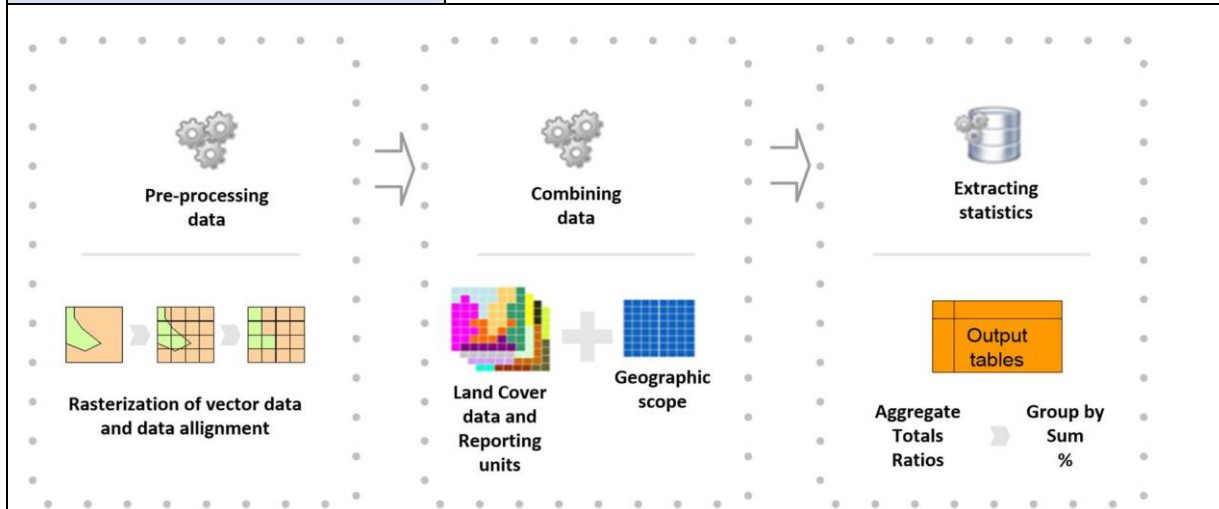 Pre-processing
data
Rasterization of vector data
and data allignment
Combining
data
Land Cover
data and
Reporting
units
Geographic
scope
Extracting
statistics
Output
tables
Aggregate
Totals
Ratios
Group by
Sum
%